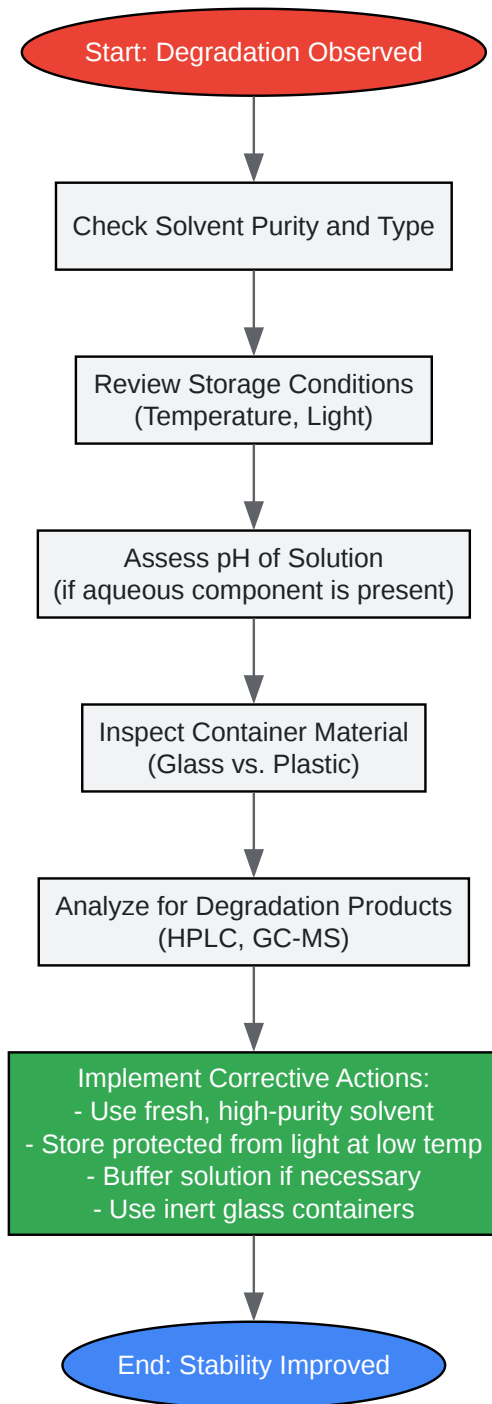 Start: Degradation Observed
Check Solvent Purity and Type
Review Storage Conditions
(Temperature, Light)
Assess pH of Solution
(if aqueous component is present)
Inspect Container Material
(Glass vs. Plastic)
Analyze for Degradation Products
(HPLC, GC-MS)
Implement Corrective Actions:
- Use fresh, high-purity solvent
- Store protected from light at low temp
- Buffer solution if necessary
- Use inert glass containers
End: Stability Improved